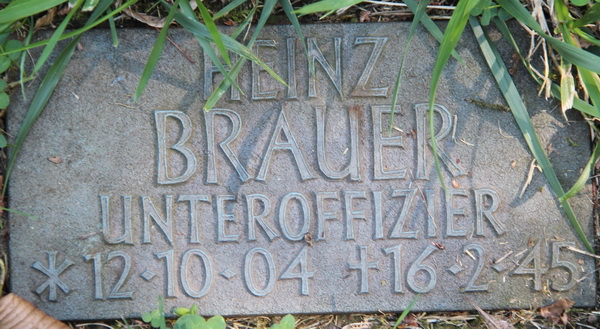 HEINZ
BRAUER
UNTEROFFIZIER
* 12·10·04 + 16·2·45